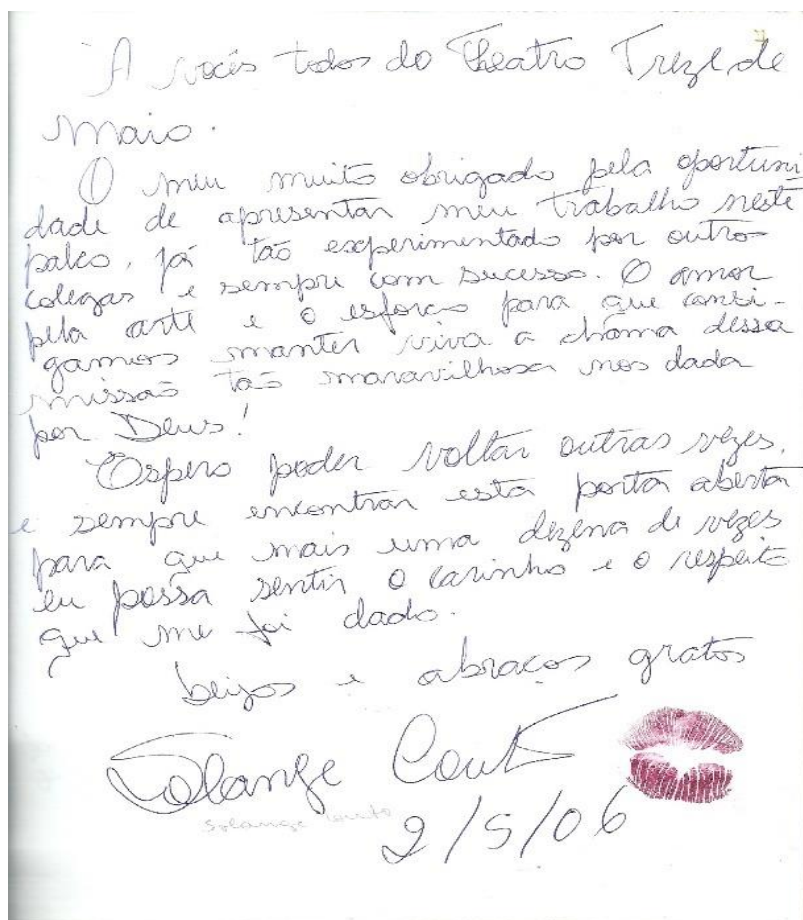 A vocês todos do Theatro Treze de
maio.
O meu muito obrigado pela oportuni
dade de apresentar meu trabalho neste
palco, já tão experimentado por outro
colegas e sempre com sucesso. O amor
pela arte e o esforço para que consi-
gamos manter viva a chama dessa
missão tão maravilhosa nos dada
por Deus!
Espero poder voltar outras vezes,
e sempre encontrar esta porta aberta
para que mais uma dezena de vezes
eu possa sentir o carinho e o respeito
que me foi dado.
beijos e abraços gratos
Solange Couto
solange couto
2/5/06